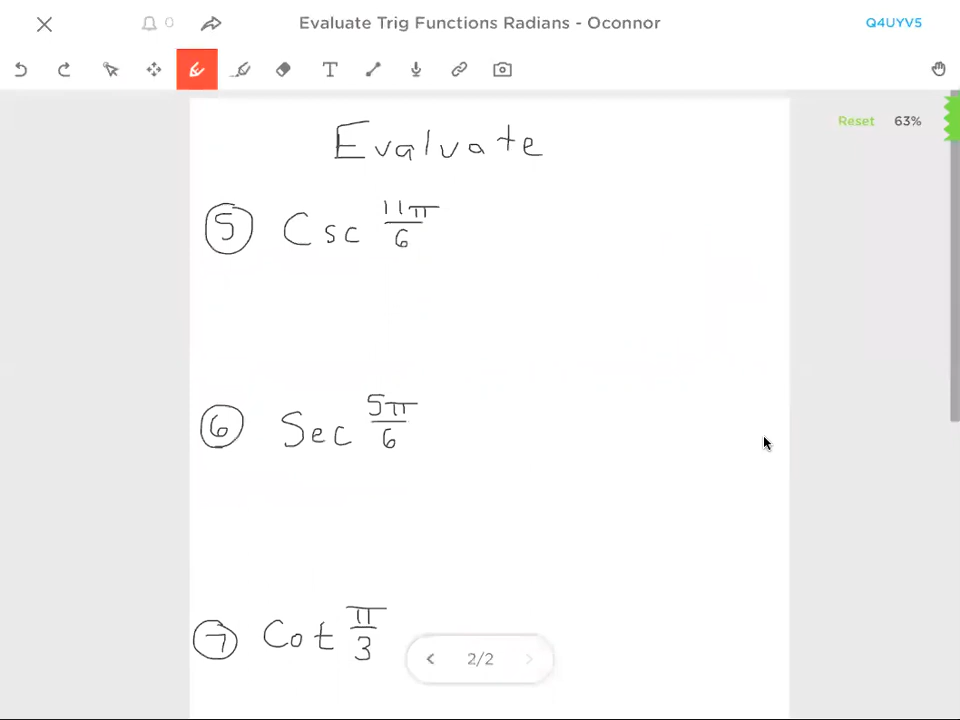 0 Evaluate Trig Functions Radians - Oconnor Q4UYV5
T
Reset 63%
Evaluate
5 Csc 11π/6
6 Sec 5π/6
7 Cot π/3
< 2/2 >